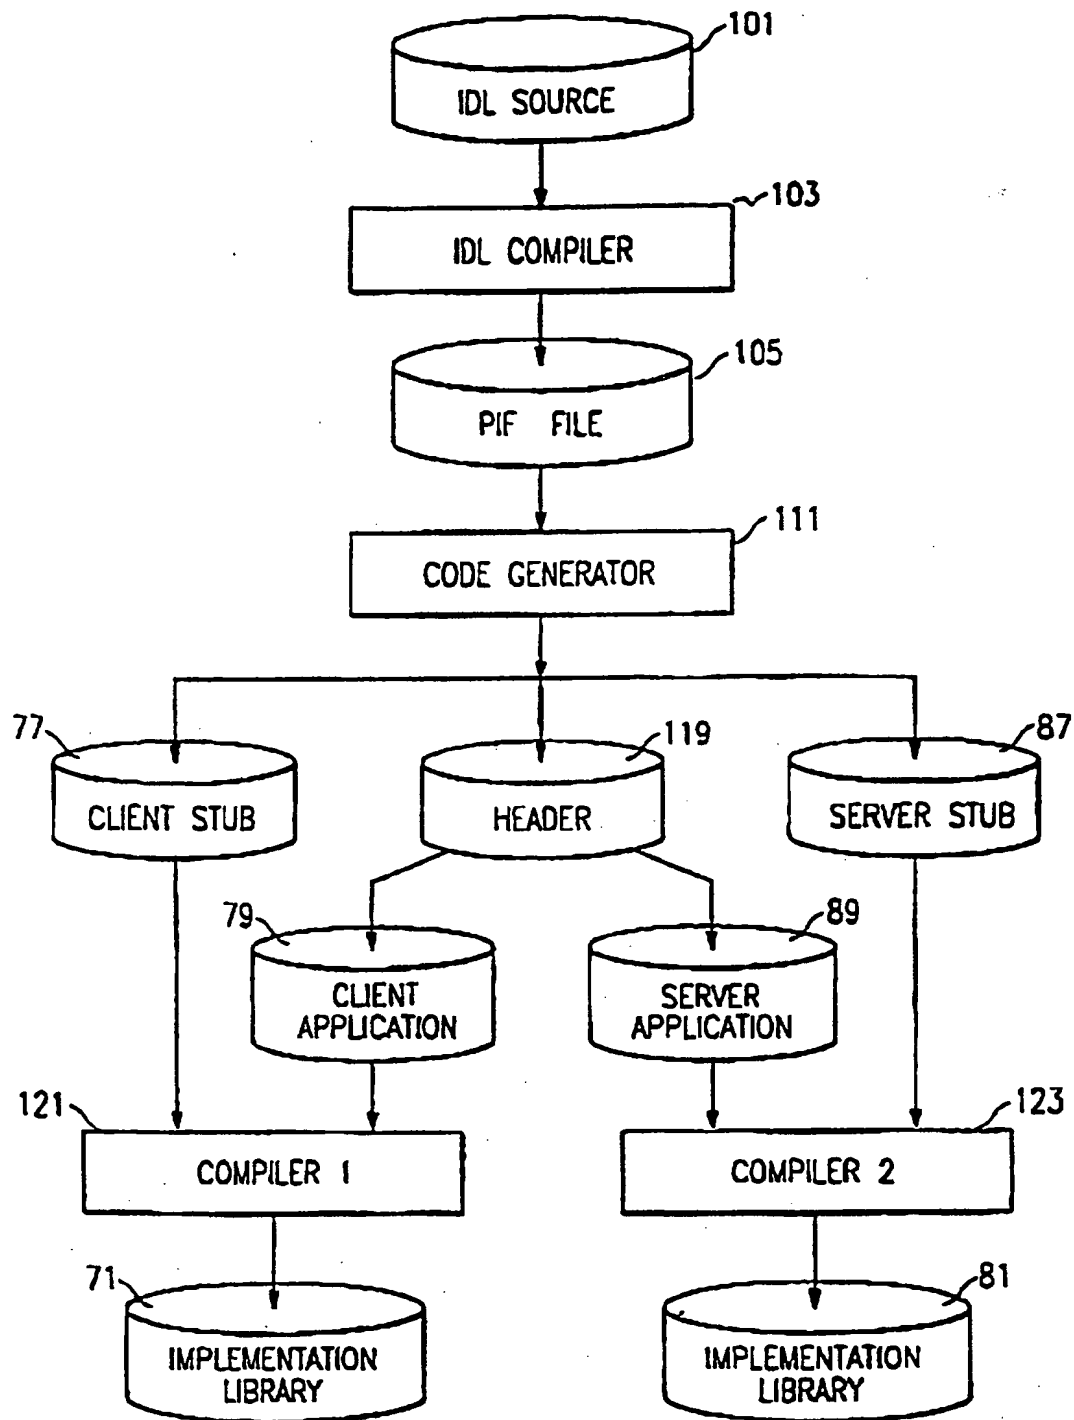 101
IDL SOURCE
103
IDL COMPILER
105
PIF FILE
111
CODE GENERATOR
77
119
87
CLIENT STUB
HEADER
SERVER STUB
79
89
CLIENT
APPLICATION
SERVER
APPLICATION
121
123
COMPILER 1
COMPILER 2
71
81
IMPLEMENTATION
LIBRARY
IMPLEMENTATION
LIBRARY